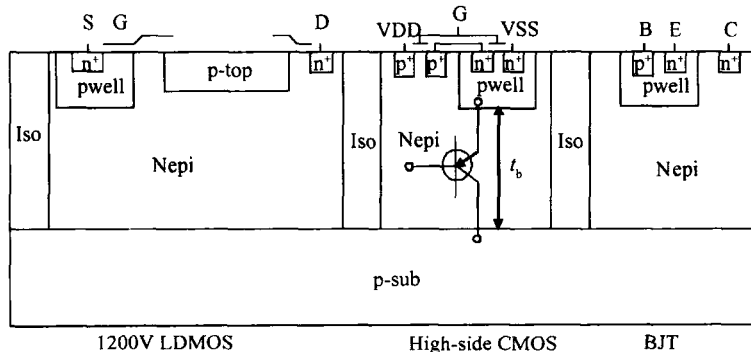 S G D VDD G VSS B E C
n⁺ p-top n⁺ p⁺ p⁺ n⁺ n⁺ p⁺ n⁺ n⁺
pwell pwell pwell
Iso Nepi Iso Nepi t_b Iso Nepi
p-sub
1200V LDMOS High-side CMOS BJT